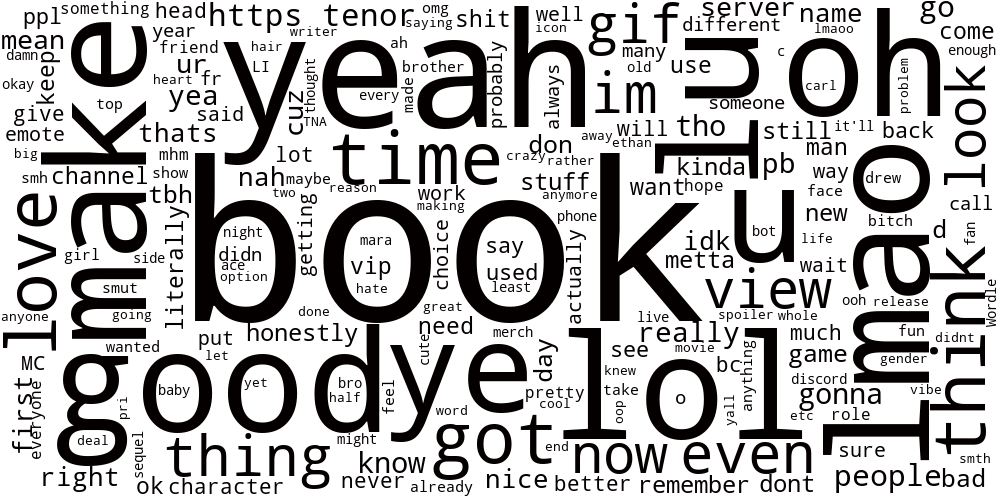 ppl
something
head
https
tenor
omg
saying
shit
well
icon
gif
server
different
name
lmaoo
go
mean
damn
year
friend
hair
writer
yeah
ah
brother
probably
always
many
old
im
u
use
c
oh
come
enough
okay
keep
make
heart
fr
ur
LI
thought
every
made
someone
carl
problem
look
give
top
yea
said
cuz
TNA
emote
thats
time
crazy
away
will
ethan
tho
still
it'll
back
big
smh
channel
mhm
show
tbh
lot
nah
maybe
two
reason
don
rather
stuff
anymore
I
kinda
pb
man
way
face
drew
call
love
girl
side
literally
night
didn
ace
option
getting
book
work
making
mara
vip
hate
choice
say
used
least
phone
actually
want
hope
idk
metta
u
bot
new
life
wait
bitch
lmao
d
fan
think
anyone
smut
going
done
great
live
view
spoiler
whole
ooh
release
Wordle
MC
wanted
put
let
honestly
need
cute
merch
day
really
see
movie
much
game
fun
didnt
first
everyone
g
good
baby
yet
bro
half
feel
ye
word
pretty
cool
knew
take
oop
lol
o
bc
anything
yall
discord
gonna
gender
vibe
etc
role
pri
deal
sequel
thing
might
know
got
end
now
even
sure
people
smth
bad
right
ok
character
never
already
nice
better
remember
dont